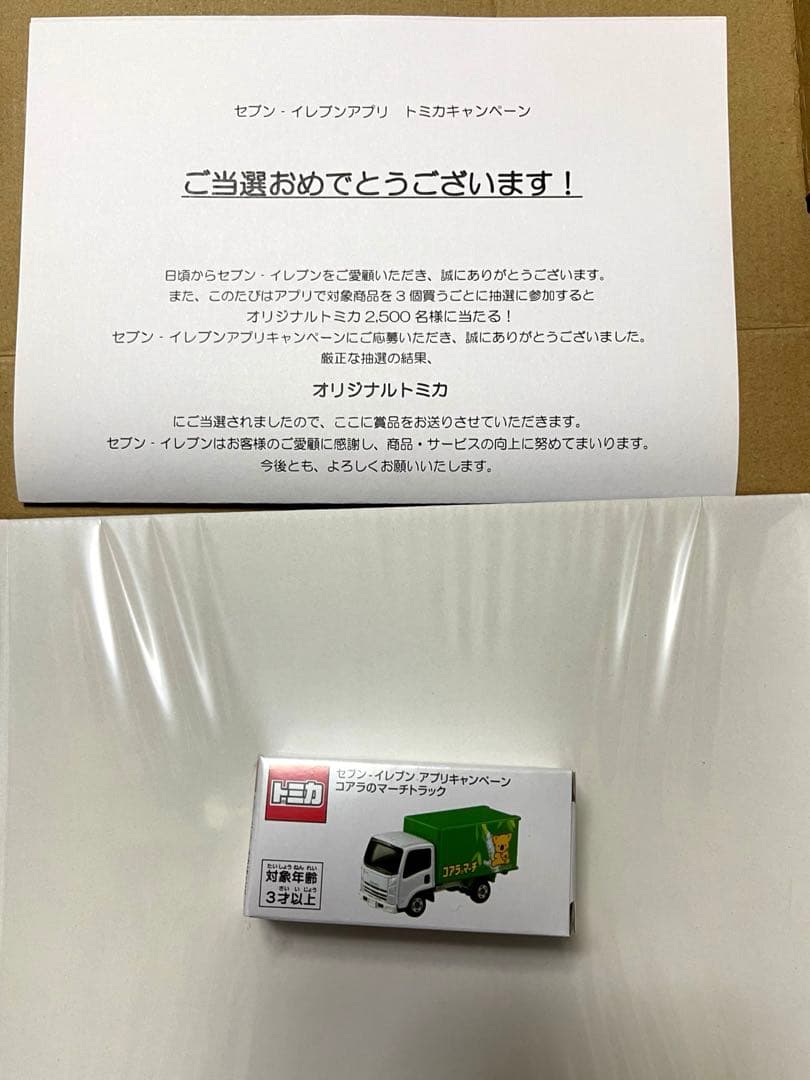 セブン‐イレブンアプリ　トミカキャンペーン
ご当選おめでとうございます！
日頃からセブン‐イレブンをご愛顧いただき、誠にありがとうございます。
また、このたびはアプリで対象商品を３個買うごとに抽選に参加すると
オリジナルトミカ 2,500 名様に当たる！
セブン‐イレブンアプリキャンペーンにご応募いただき、誠にありがとうございました。
厳正な抽選の結果、
オリジナルトミカ
にご当選されましたので、ここに賞品をお送りさせていただきます。
セブン‐イレブンはお客様のご愛顧に感謝し、商品・サービスの向上に努めてまいります。
今後とも、よろしくお願いいたします。
トミカ
セブン‐イレブン アプリキャンペーン
コアラのマーチトラック
たいしょうねんれい
対象年齢
さいいじょう
3才以上
コアラのマーチ